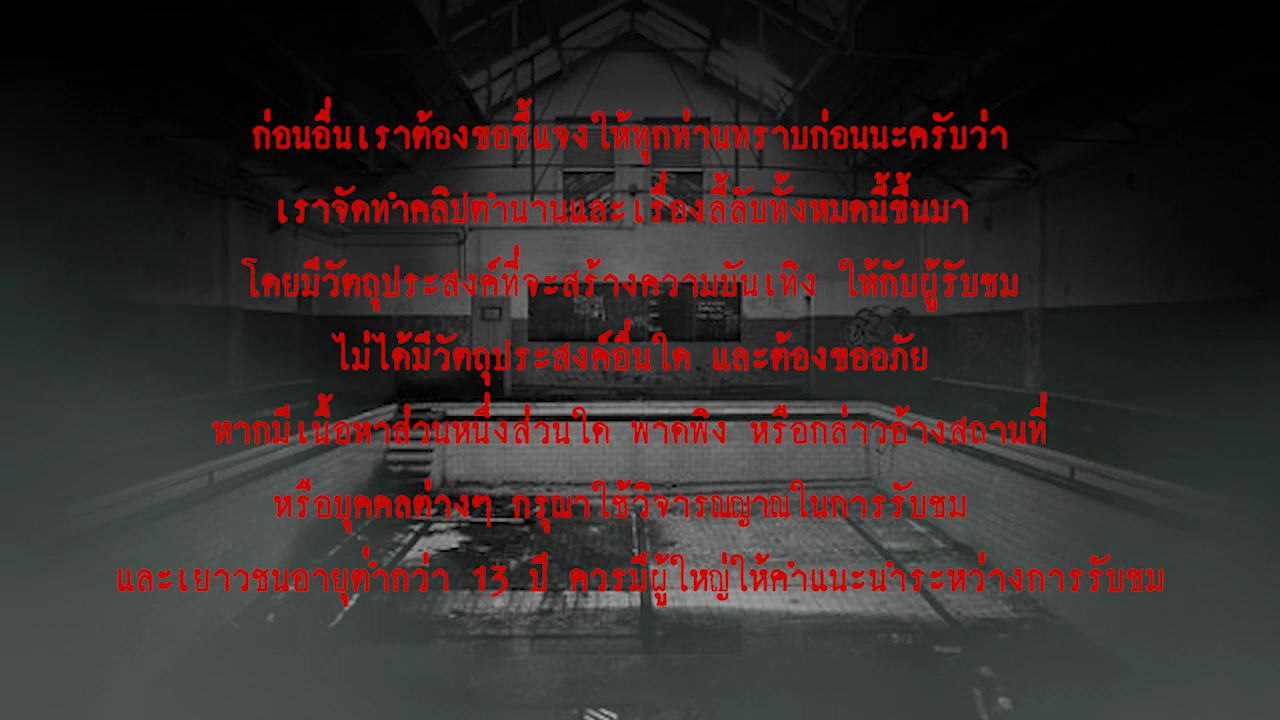 ก่อนอื่นเราต้องขอชี้แจงให้ทุกท่านทราบก่อนนะครับว่า
เราจัดทำคลิปตำนานและเรื่องลี้ลับทั้งหมดนี้ขึ้นมา
โดยมีวัตถุประสงค์ที่จะสร้างความบันเทิง ให้กับผู้รับชม
ไม่ได้มีวัตถุประสงค์อื่นใด และต้องขออภัย
หากมีเนื้อหาส่วนหนึ่งส่วนใด พาดพิง หรือกล่าวอ้างสถานที่
หรือบุคคลต่างๆ กรุณาใช้วิจารณญาณในการรับชม
และเยาวชนอายุต่ำกว่า 13 ปี ควรมีผู้ใหญ่ให้คำแนะนำระหว่างการรับชม